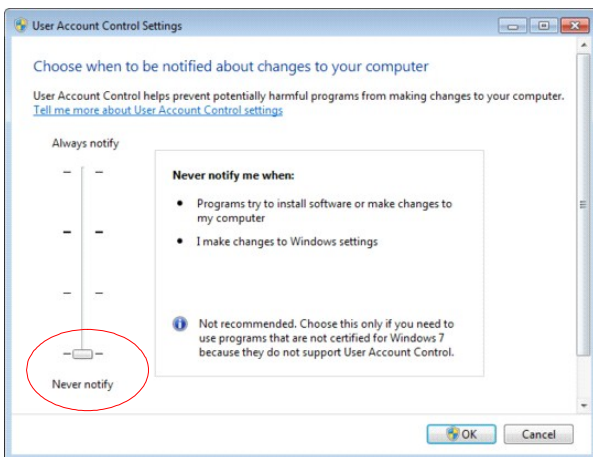 User Account Control Settings
Choose when to be notified about changes to your computer
User Account Control helps prevent potentially harmful programs from making changes to your computer.
Tell me more about User Account Control settings
Always notify
Never notify me when:
Programs try to install software or make changes to
my computer
I make changes to Windows settings
Not recommended. Choose this only if you need to
use programs that are not certified for Windows 7
because they do not support User Account Control.
Never notify
OK Cancel